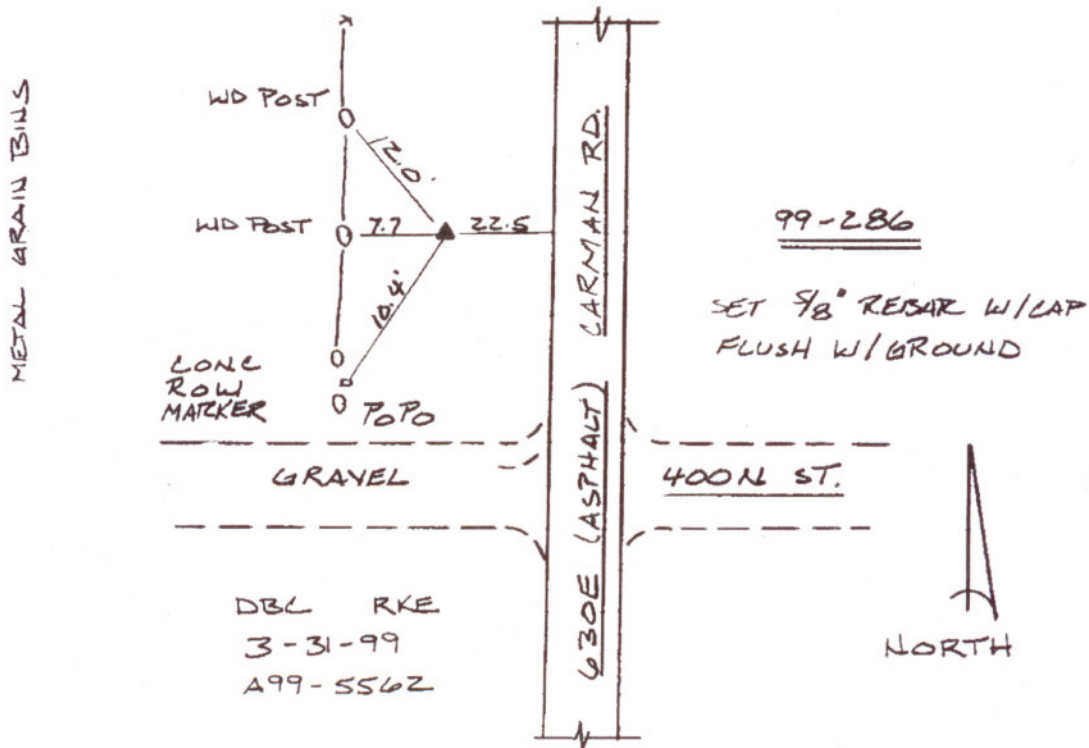 METAL GRAIN BINS
WD POST
12.0'
WD POST
7.7
22.5
10.4'
CONC
ROW
MARKER
POPO
630E (ASPHALT) CARMAN RD.
99-286
SET 5/8" REBAR W/CAP
FLUSH W/GROUND
GRAVEL
400N ST.
DBC RKE
3-31-99
A99-5562
NORTH